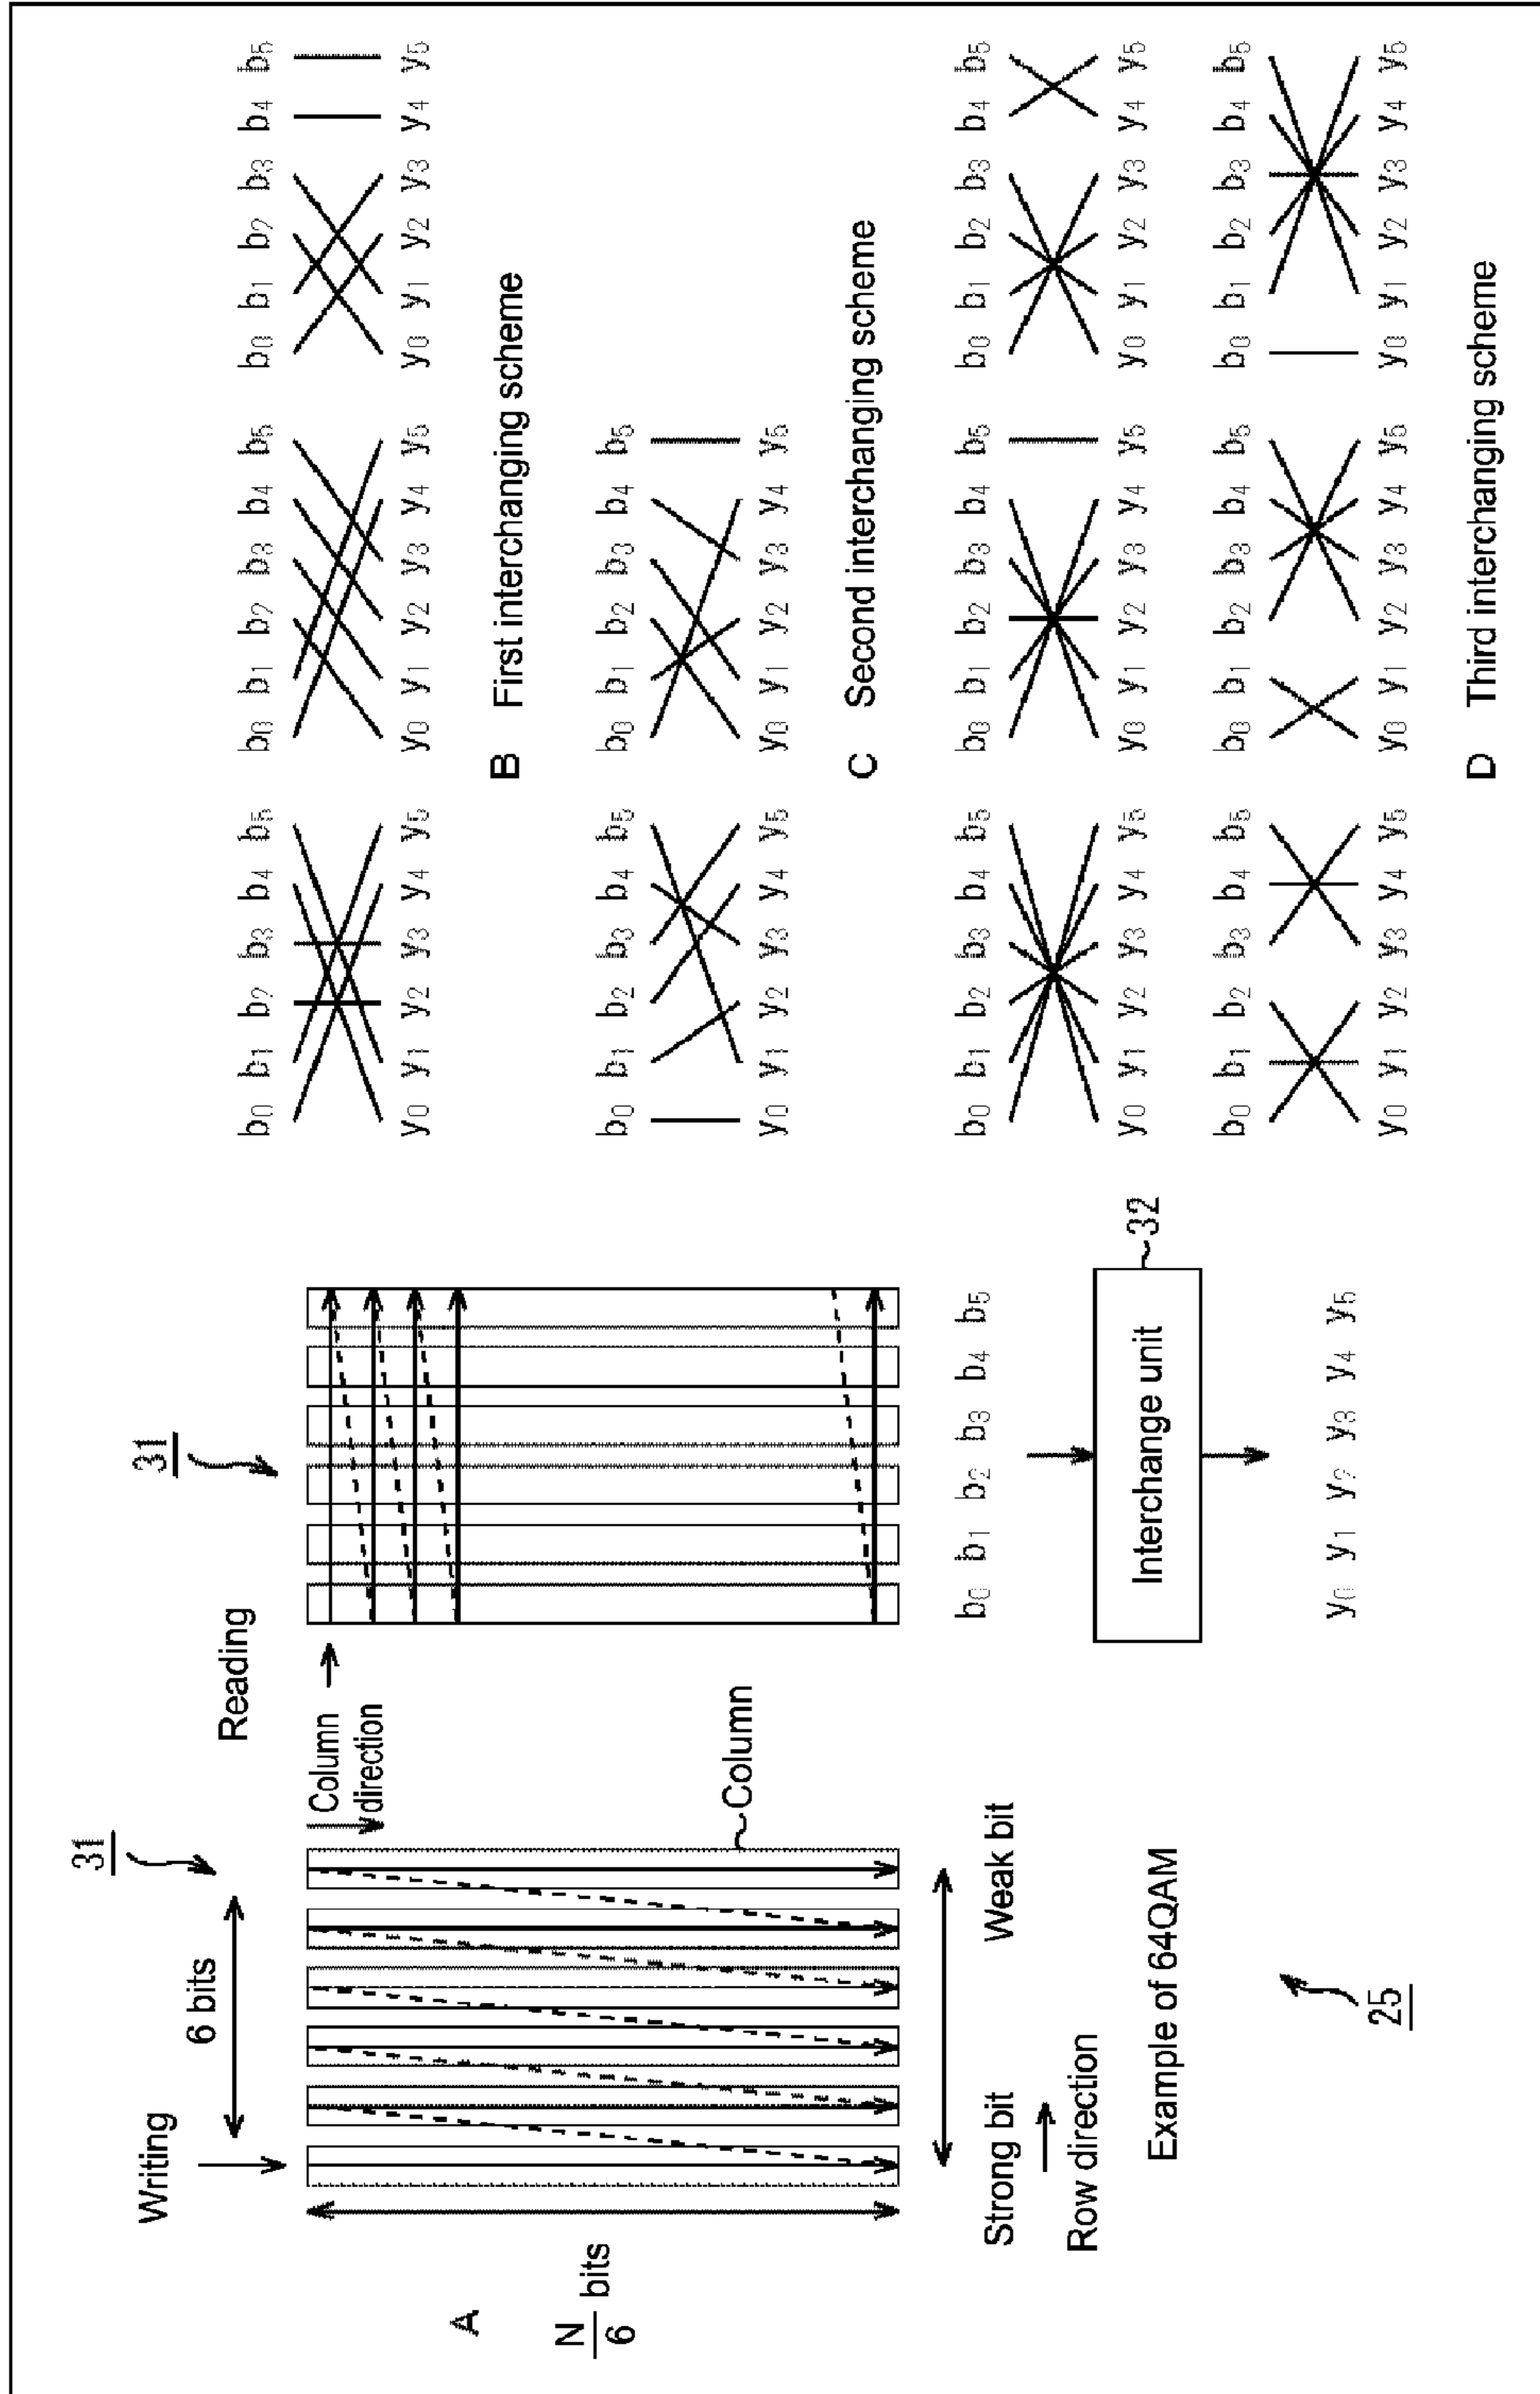 A
Writing
31
6 bits
N
6
bits
Column
direction
Column
Strong bit
Weak bit
Row direction
Example of 64QAM
25
Reading
31
b₀ b₁ b₂ b₃ b₄ b₅
Interchange unit
32
y₀ y₁ y₂ y₃ y₄ y₅
b₀ b₁ b₂ b₃ b₄ b₅ b₀ b₁ b₂ b₃ b₄ b₅ b₀ b₁ b₂ b₃ b₄ b₅
y₀ y₁ y₂ y₃ y₄ y₅ y₀ y₁ y₂ y₃ y₄ y₅ y₀ y₁ y₂ y₃ y₄ y₅
B First interchanging scheme
b₀ b₁ b₂ b₃ b₄ b₅ b₀ b₁ b₂ b₃ b₄ b₅
y₀ y₁ y₂ y₃ y₄ y₅ y₀ y₁ y₂ y₃ y₄ y₅
C Second interchanging scheme
b₀ b₁ b₂ b₃ b₄ b₅ b₀ b₁ b₂ b₃ b₄ b₅ b₀ b₁ b₂ b₃ b₄ b₅
y₀ y₁ y₂ y₃ y₄ y₅ y₀ y₁ y₂ y₃ y₄ y₅ y₀ y₁ y₂ y₃ y₄ y₅
b₀ b₁ b₂ b₃ b₄ b₅ b₀ b₁ b₂ b₃ b₄ b₅ b₀ b₁ b₂ b₃ b₄ b₅
y₀ y₁ y₂ y₃ y₄ y₅ y₀ y₁ y₂ y₃ y₄ y₅ y₀ y₁ y₂ y₃ y₄ y₅
D Third interchanging scheme